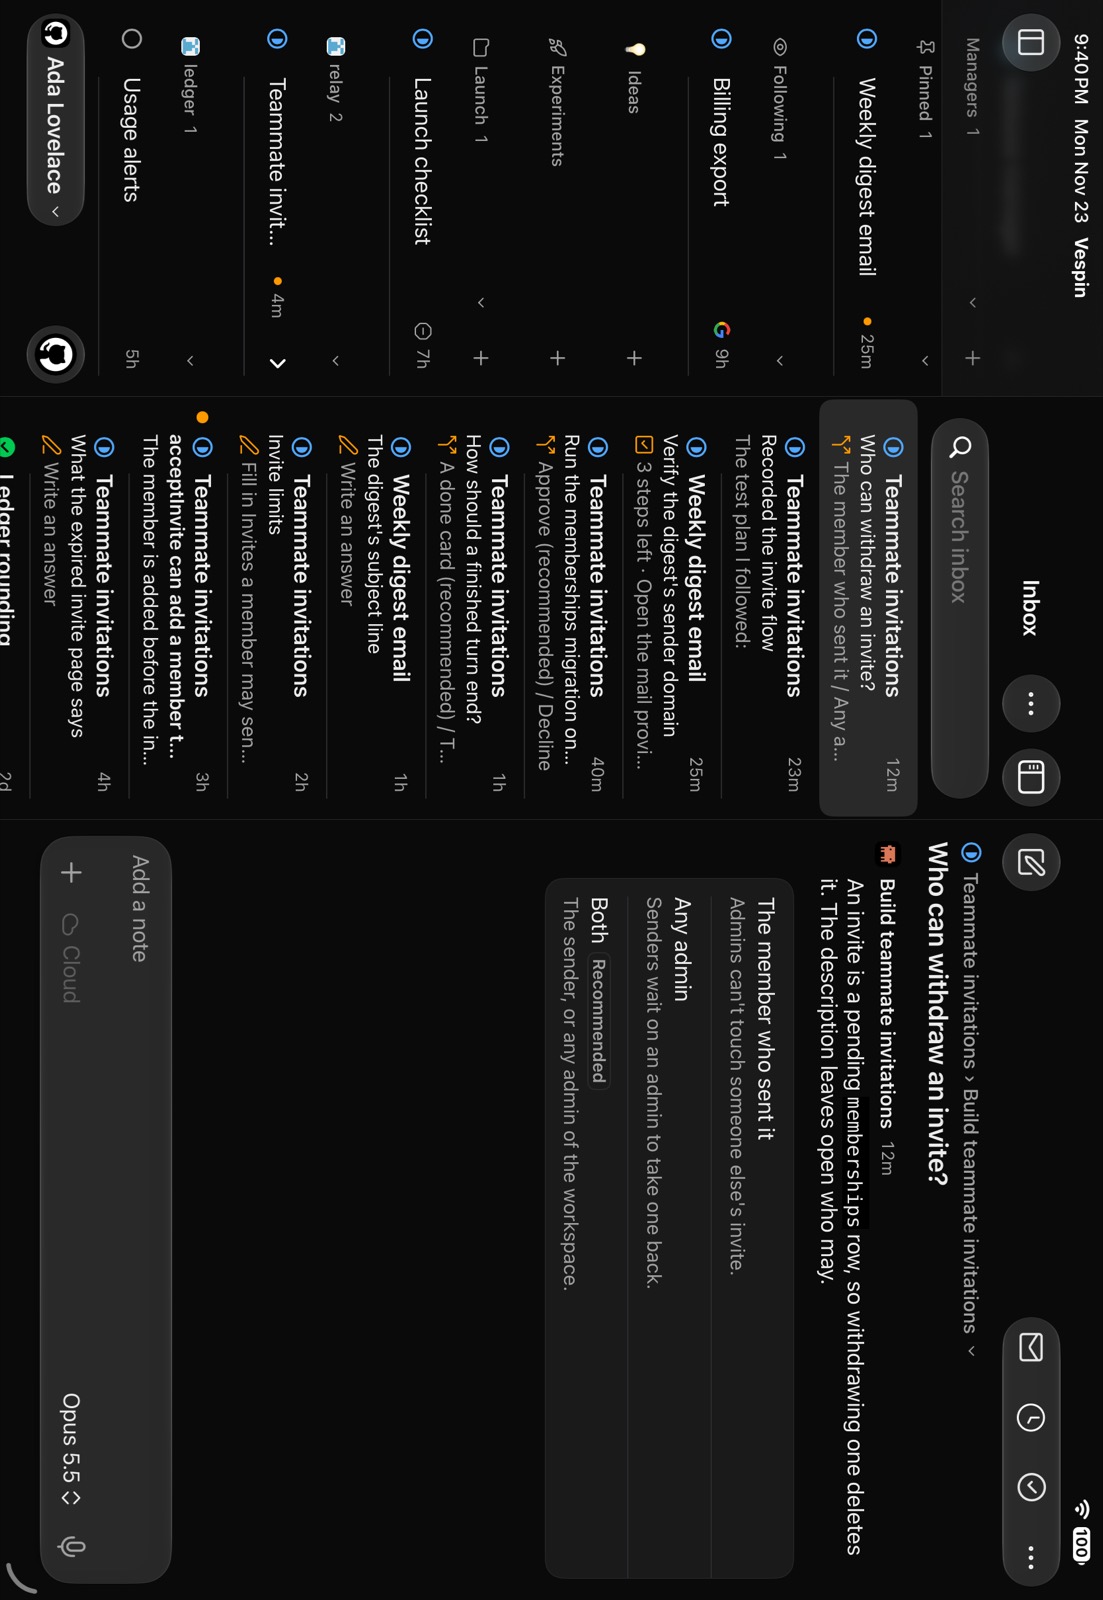 9:40 PM Mon Nov 23 Vespin
100
Managers 1
Pinned 1
Weekly digest email 25m
Following 1
Billing export 9h
Ideas
Experiments
Launch 1
Launch checklist 7h
relay 2
Teammate invit... 4m
ledger 1
Usage alerts 5h
Ada Lovelace
Inbox
Search inbox
Teammate invitations 12m
Who can withdraw an invite?
The member who sent it / Any a...
Teammate invitations 23m
Recorded the invite flow
The test plan I followed:
Weekly digest email 25m
Verify the digest's sender domain
3 steps left · Open the mail provi...
Teammate invitations 40m
Run the memberships migration on...
Approve (recommended) / Decline
Teammate invitations 1h
How should a finished turn end?
A done card (recommended) / T...
Weekly digest email 1h
The digest's subject line
Write an answer
Teammate invitations 2h
Invite limits
Fill in Invites a member may sen...
Teammate invitations 3h
acceptInvite can add a member t...
The member is added before the in...
Teammate invitations 4h
What the expired invite page says
Write an answer
Ledger rounding 2d
Teammate invitations › Build teammate invitations
Who can withdraw an invite?
Build teammate invitations 12m
An invite is a pending memberships row, so withdrawing one deletes
it. The description leaves open who may.
The member who sent it
Admins can't touch someone else's invite.
Any admin
Senders wait on an admin to take one back.
Both Recommended
The sender, or any admin of the workspace.
Add a note
Cloud
Opus 5.5